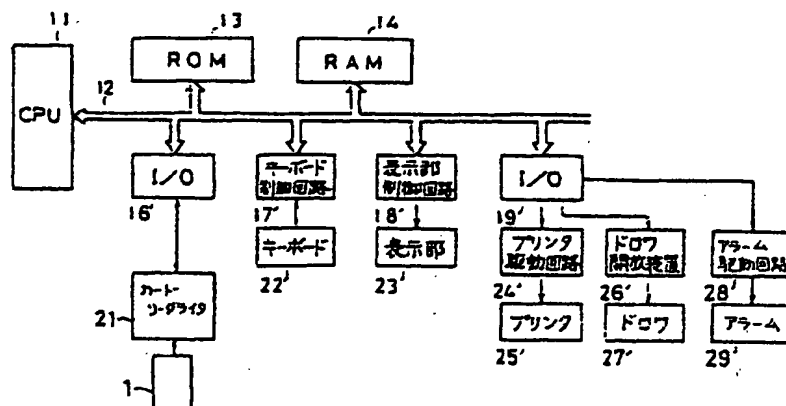 11
13
14
ROM
RAM
12
CPU
I/O
キーボード
制御回路
表示部
制御回路
I/O
16'
17'
18'
19'
キーボード
表示部
プリンタ
駆動回路
ドロワ
開放装置
アラーム
駆動回路
22'
23'
24'
26'
28'
カード
リーダライタ
21
プリンタ
ドロワ
アラーム
25'
27'
29'
1